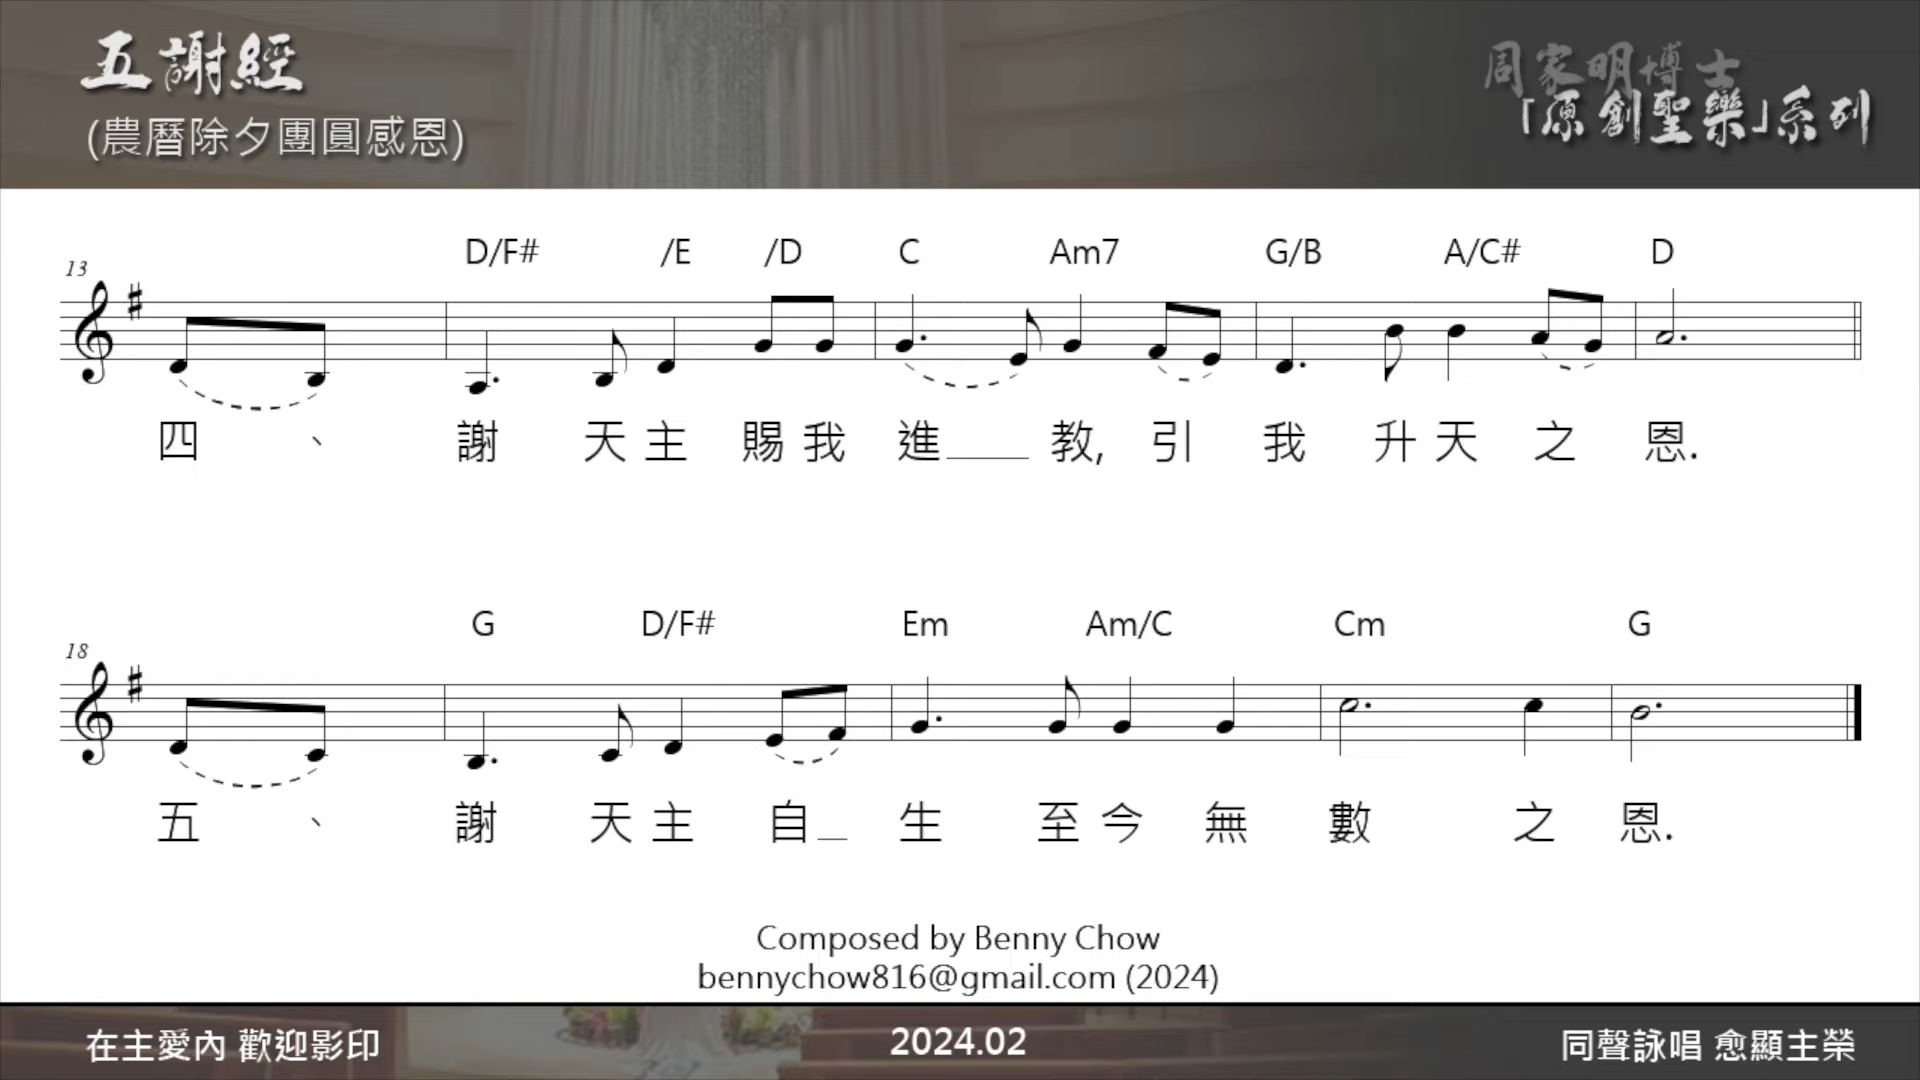 五謝經
(農曆除夕團圓感恩)
周家明博士
「原創聖樂」系列
13
D/F# /E /D C Am7 G/B A/C# D
四 、 謝 天 主 賜 我 進 教, 引 我 升 天 之 恩.
18
G D/F# Em Am/C Cm G
五 、 謝 天 主 自 生 至 今 無 數 之 恩.
Composed by Benny Chow
bennychow816@gmail.com (2024)
在主愛內 歡迎影印
2024.02
同聲詠唱 愈顯主榮